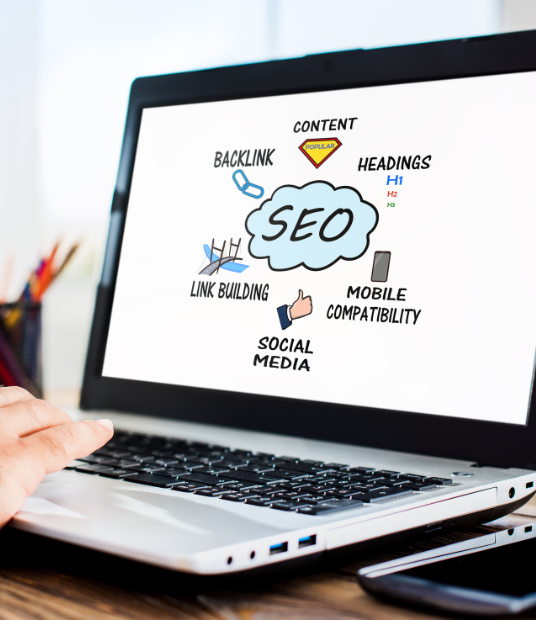 CONTENT
POPULAR
BACKLINK
HEADINGS
H1
H2
H3
SEO
LINK BUILDING
MOBILE
COMPATIBILITY
SOCIAL
MEDIA